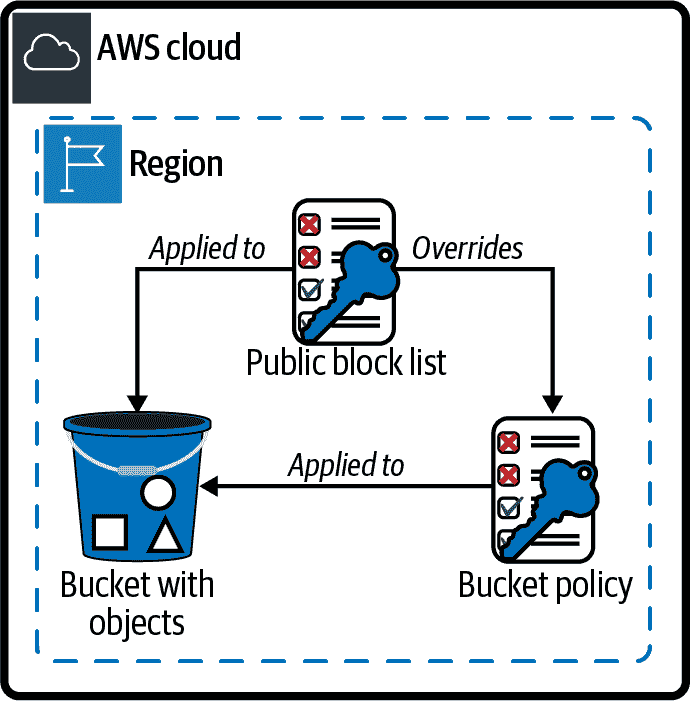 AWS cloud
Region
Applied to
Overrides
Public block list
Applied to
Bucket with
objects
Bucket policy